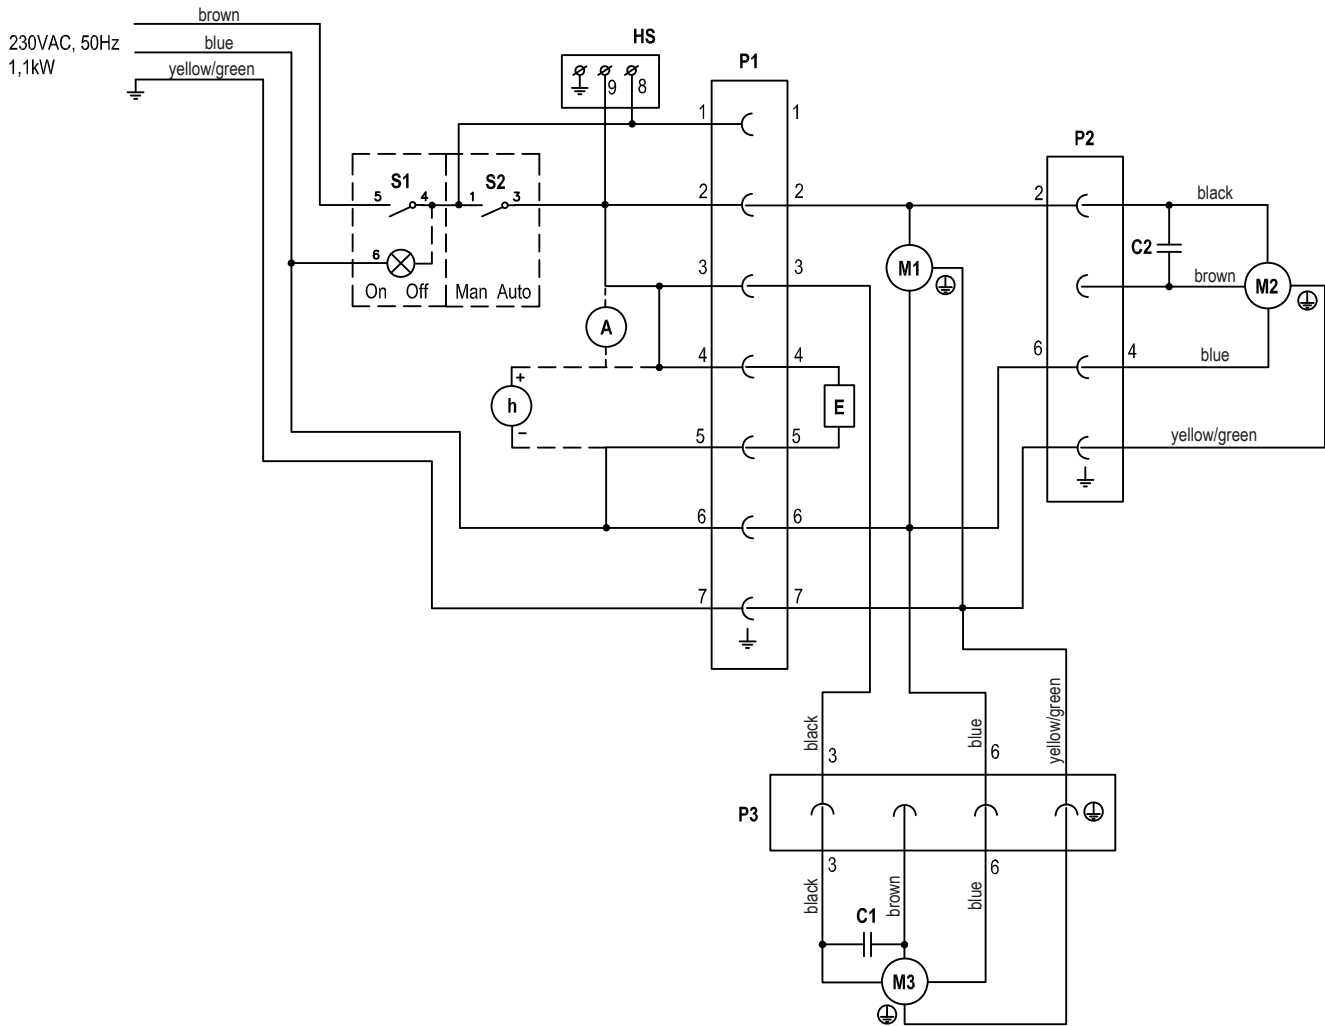 brown
230VAC, 50Hz
blue
1,1kW
yellow/green
HS
9 8
P1
1 1
P2
S1 S2
5 4 1 3
2 2
2
black
C2
6
3 3
M1
brown
M2
On Off Man Auto
A
4 4
6 4
blue
+
h
E
−
5 5
yellow/green
6 6
7 7
black
blue
yellow/green
3 6
P3
3 6
black
brown
blue
C1
M3